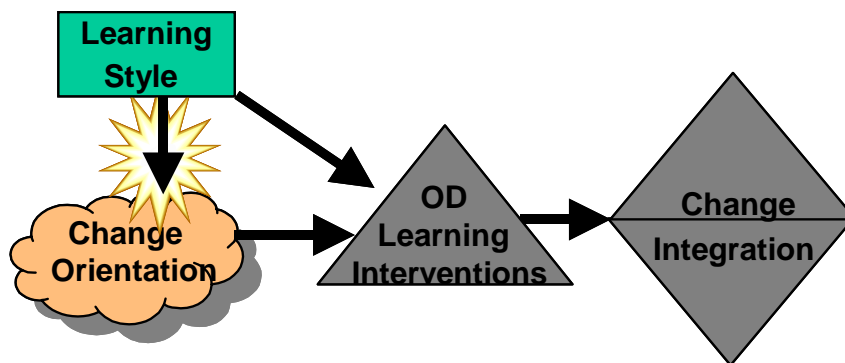 Learning
Style
Change
Orientation
OD
Learning
Interventions
Change
Integration